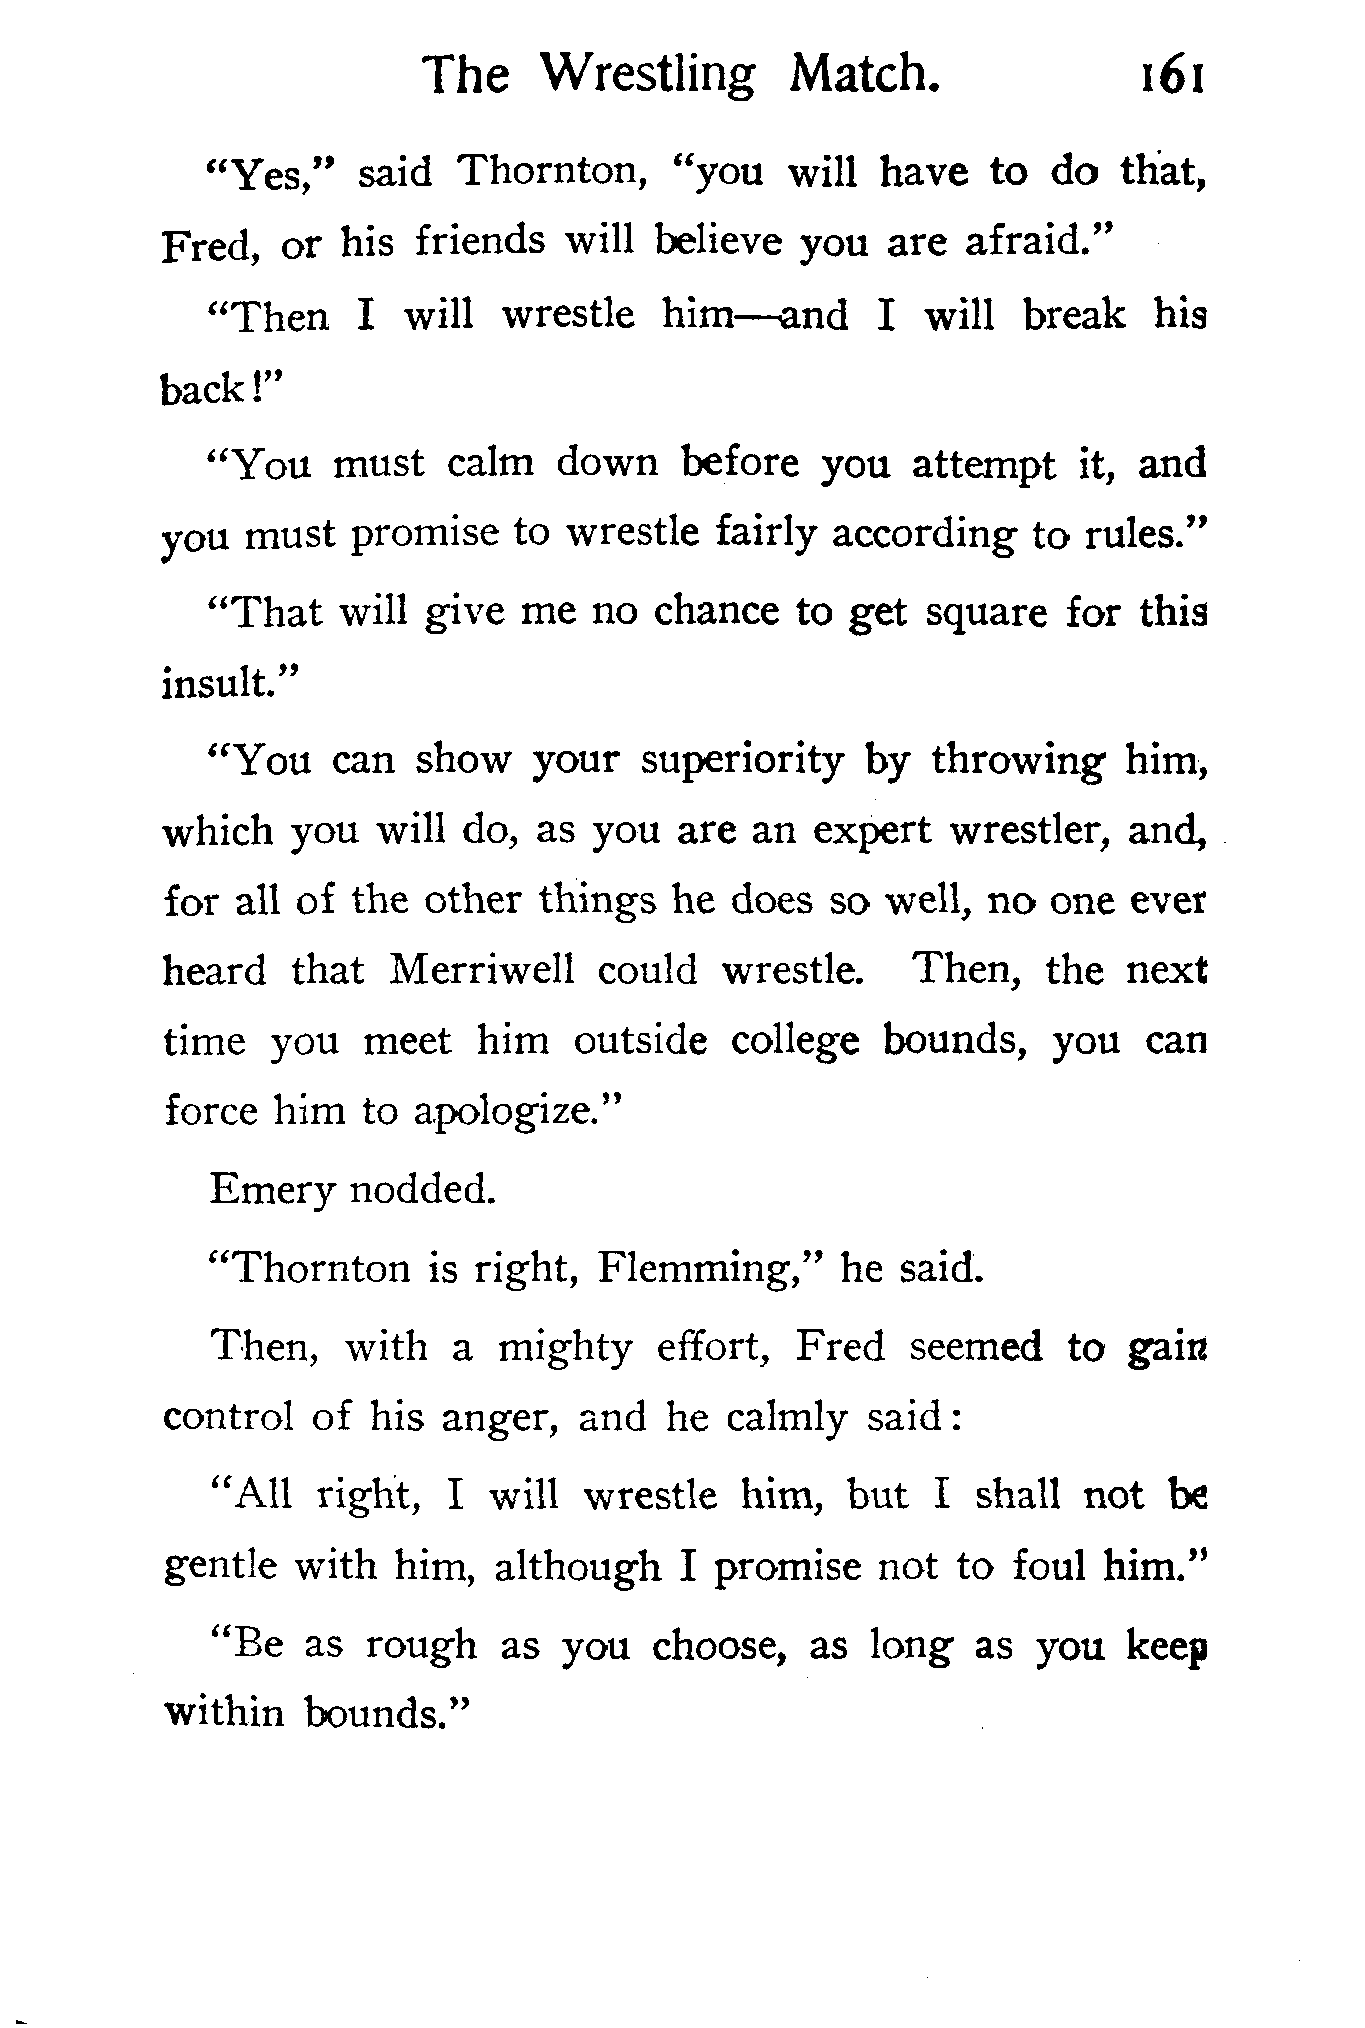 The Wrestling Match. 161
“Yes,” said Thornton, “you will have to do that,
Fred, or his friends will believe you are afraid.”
“Then I will wrestle him—and I will break his
back!”
“You must calm down before you attempt it, and
you must promise to wrestle fairly according to rules.”
“That will give me no chance to get square for this
insult.”
“You can show your superiority by throwing him,
which you will do, as you are an expert wrestler, and,
for all of the other things he does so well, no one ever
heard that Merriwell could wrestle. Then, the next
time you meet him outside college bounds, you can
force him to apologize.”
Emery nodded.
“Thornton is right, Flemming,” he said.
Then, with a mighty effort, Fred seemed to gain
control of his anger, and he calmly said:
“All right, I will wrestle him, but I shall not be
gentle with him, although I promise not to foul him.”
“Be as rough as you choose, as long as you keep
within bounds.”